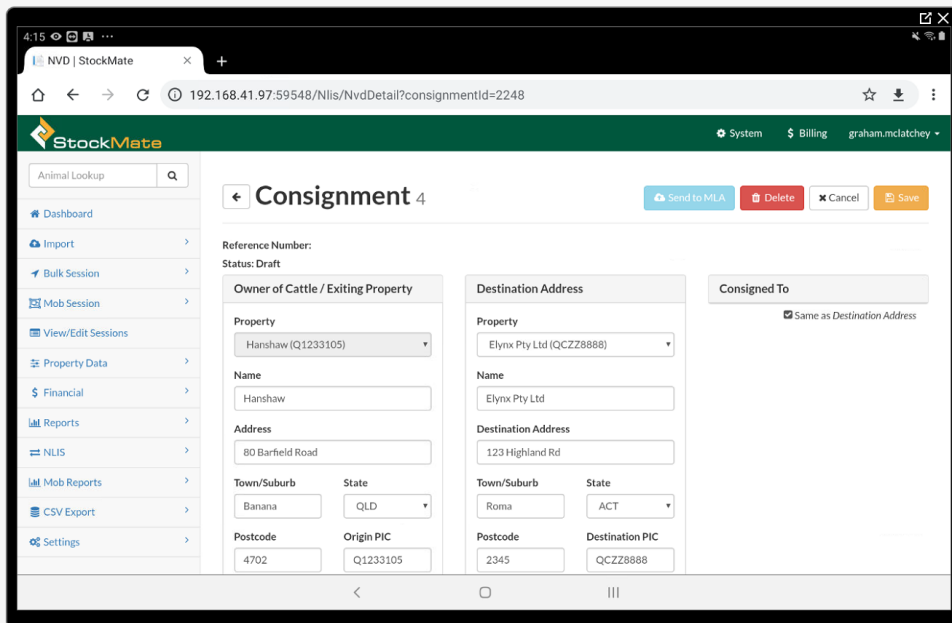 4:15
NVD | StockMate
192.168.41.97:59548/Nlis/NvdDetail?consignmentId=2248
StockMate
System
$ Billing
graham.mclatchey
Animal Lookup
Dashboard
Import
Bulk Session
Mob Session
View/Edit Sessions
Property Data
$ Financial
Reports
NLIS
Mob Reports
CSV Export
Settings
Consignment 4
Send to MLA
Delete
Cancel
Save
Reference Number:
Status: Draft
Owner of Cattle / Exiting Property
Property
Hanshaw (Q1233105)
Name
Hanshaw
Address
80 Barfield Road
Town/Suburb State
Banana QLD
Postcode Origin PIC
4702 Q1233105
Destination Address
Property
Elynx Pty Ltd (QCZZ8888)
Name
Elynx Pty Ltd
Destination Address
123 Highland Rd
Town/Suburb State
Roma ACT
Postcode Destination PIC
2345 QCZZ8888
Consigned To
Same as Destination Address